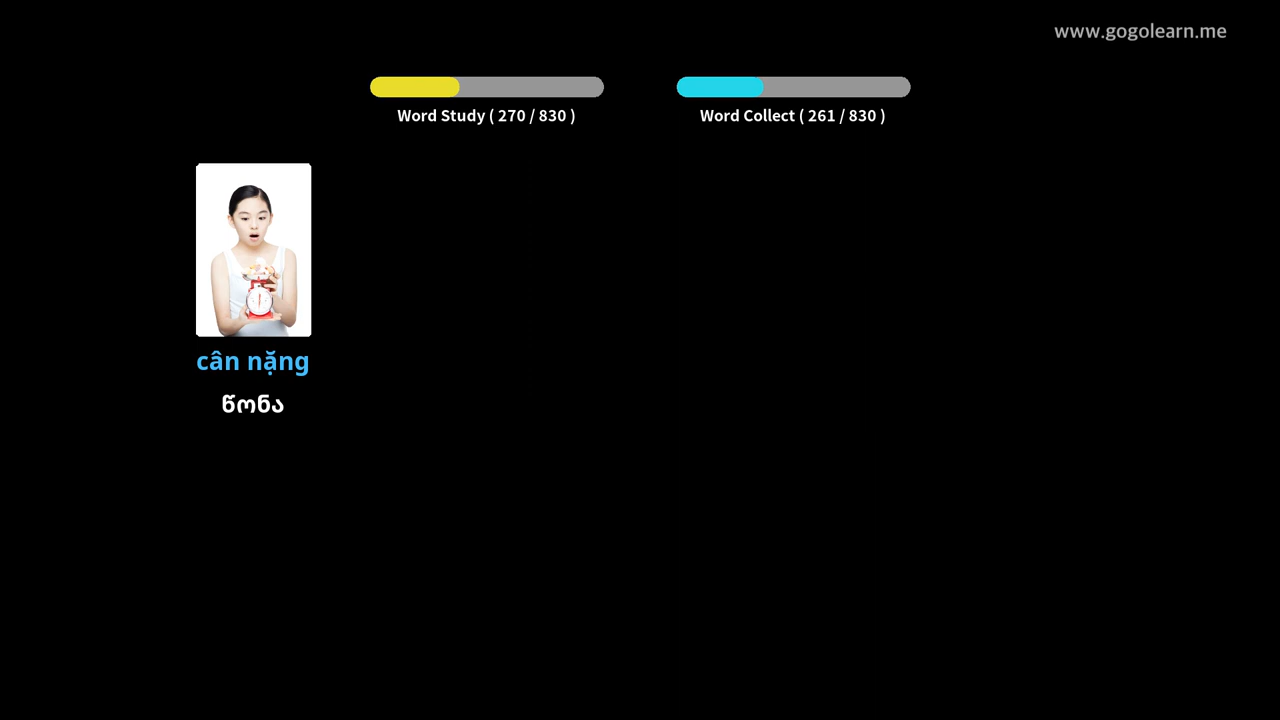 www.gogolearn.me
Word Study ( 270 / 830 )
Word Collect ( 261 / 830 )
cân nặng
წონა